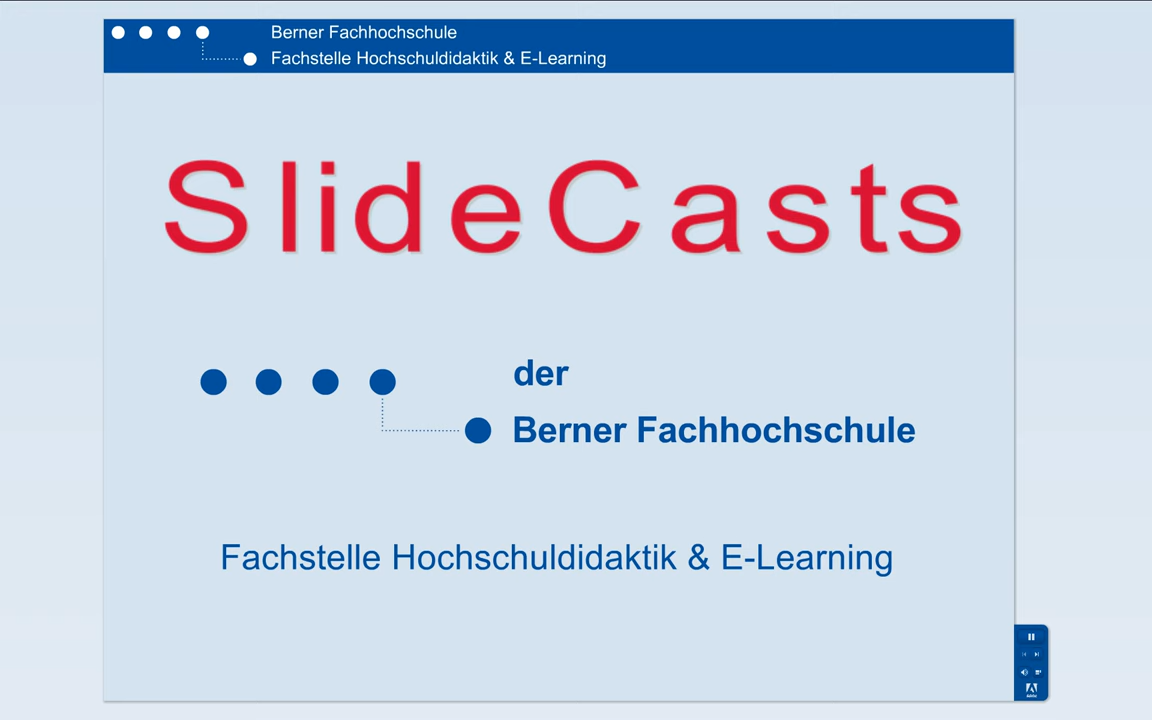 Berner Fachhochschule
Fachstelle Hochschuldidaktik & E-Learning
SlideCasts
der
Berner Fachhochschule
Fachstelle Hochschuldidaktik & E-Learning